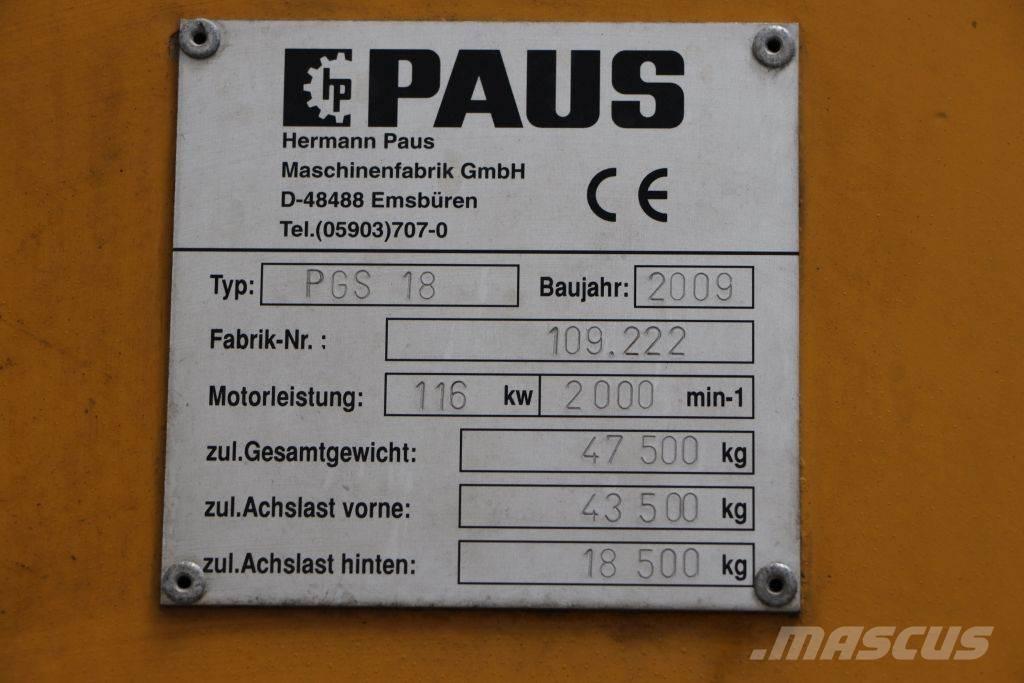 hp PAUS
Hermann Paus
Maschinenfabrik GmbH
D-48488 Emsbüren
Tel.(05903)707-0
CE
Typ: PGS 18 Baujahr: 2009
Fabrik-Nr. : 109.222
Motorleistung: 116 kw 2000 min-1
zul.Gesamtgewicht: 47 500 kg
zul.Achslast vorne: 43 500 kg
zul.Achslast hinten: 18 500 kg
.MASCUS